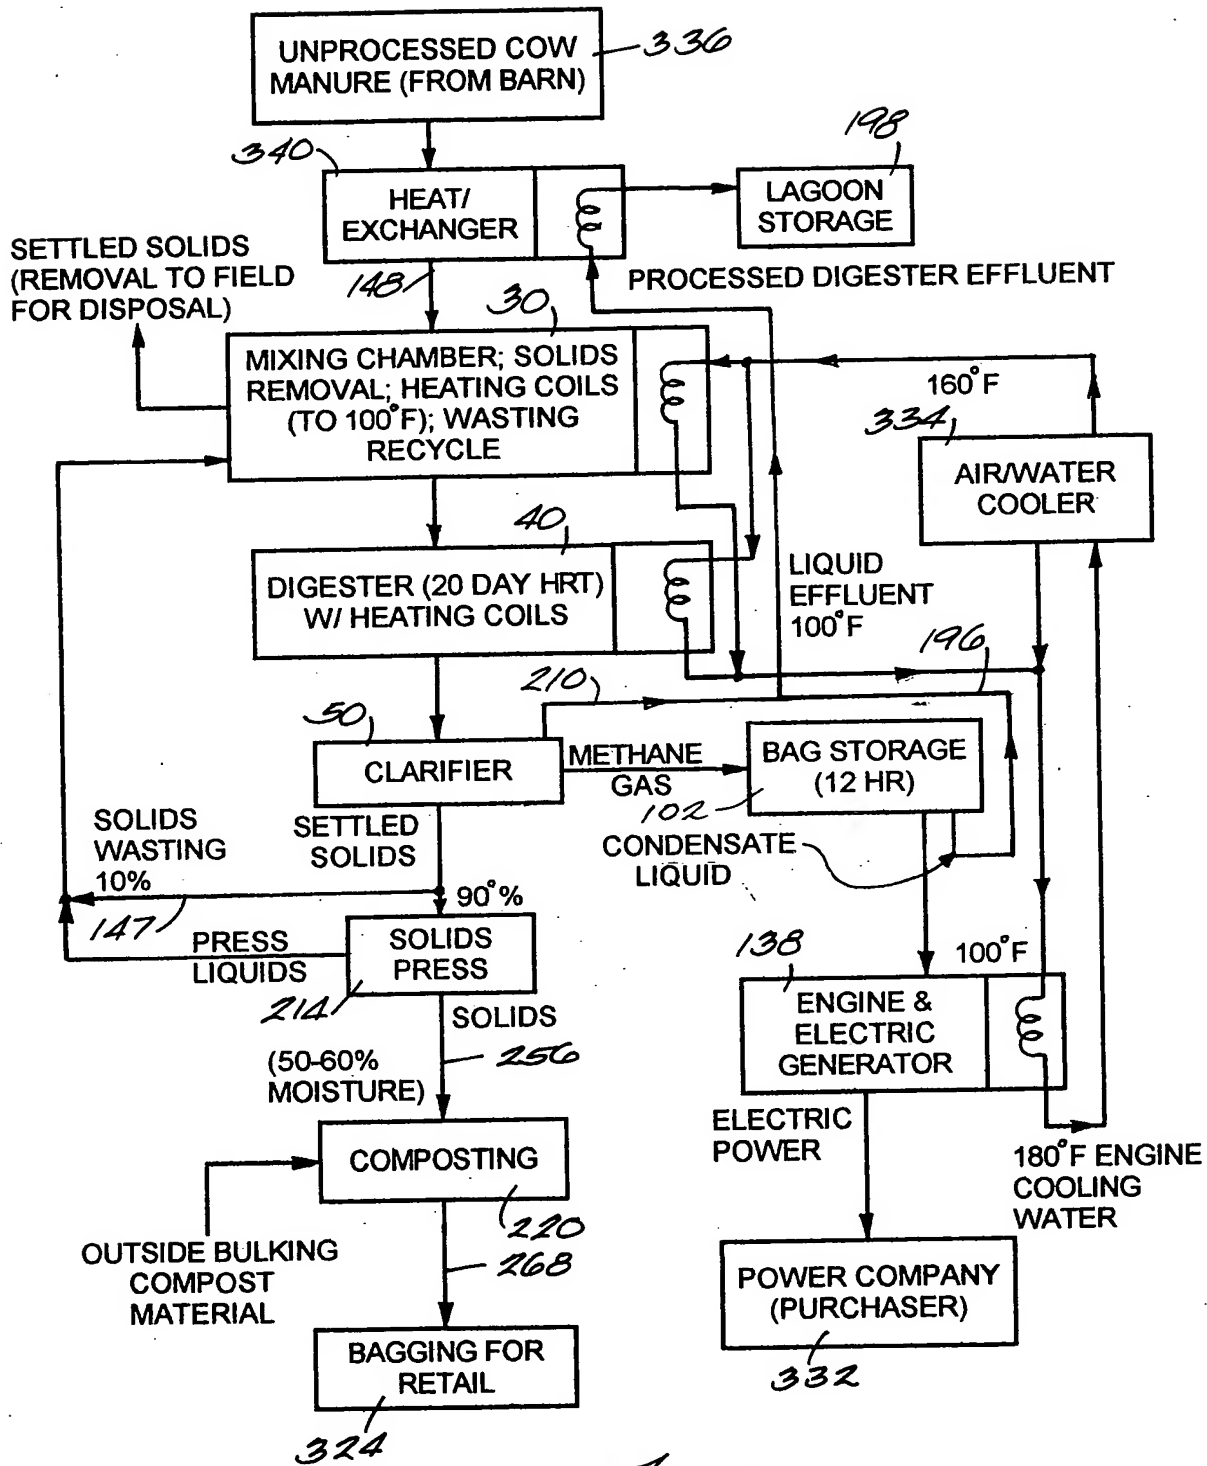 UNPROCESSED COW
MANURE (FROM BARN)
336
340
HEAT/
EXCHANGER
198
LAGOON
STORAGE
SETTLED SOLIDS
(REMOVAL TO FIELD
FOR DISPOSAL)
148
PROCESSED DIGESTER EFFLUENT
30
MIXING CHAMBER; SOLIDS
REMOVAL; HEATING COILS
(TO 100°F); WASTING
RECYCLE
160°F
334
AIR/WATER
COOLER
40
DIGESTER (20 DAY HRT)
W/ HEATING COILS
LIQUID
EFFLUENT
100°F
196
210
50
CLARIFIER
METHANE
GAS
BAG STORAGE
(12 HR)
102
CONDENSATE
LIQUID
SETTLED
SOLIDS
SOLIDS
WASTING
10%
147
90°%
PRESS
LIQUIDS
SOLIDS
PRESS
214
138
100°F
ENGINE &
ELECTRIC
GENERATOR
SOLIDS
256
(50-60%
MOISTURE)
ELECTRIC
POWER
180°F ENGINE
COOLING
WATER
COMPOSTING
220
OUTSIDE BULKING
COMPOST
MATERIAL
268
POWER COMPANY
(PURCHASER)
332
BAGGING FOR
RETAIL
324